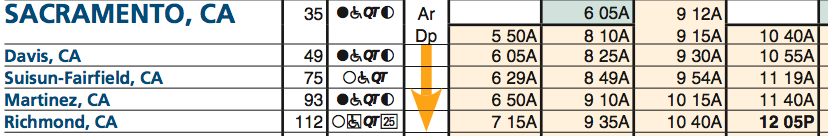 SACRAMENTO, CA 35 QT Ar 6 05A 9 12A
Dp 5 50A 8 10A 9 15A 10 40A
Davis, CA 49 QT 6 05A 8 25A 9 30A 10 55A
Suisun-Fairfield, CA 75 QT 6 29A 8 49A 9 54A 11 19A
Martinez, CA 93 QT 6 50A 9 10A 10 15A 11 40A
Richmond, CA 112 QT 25 7 15A 9 35A 10 40A 12 05P